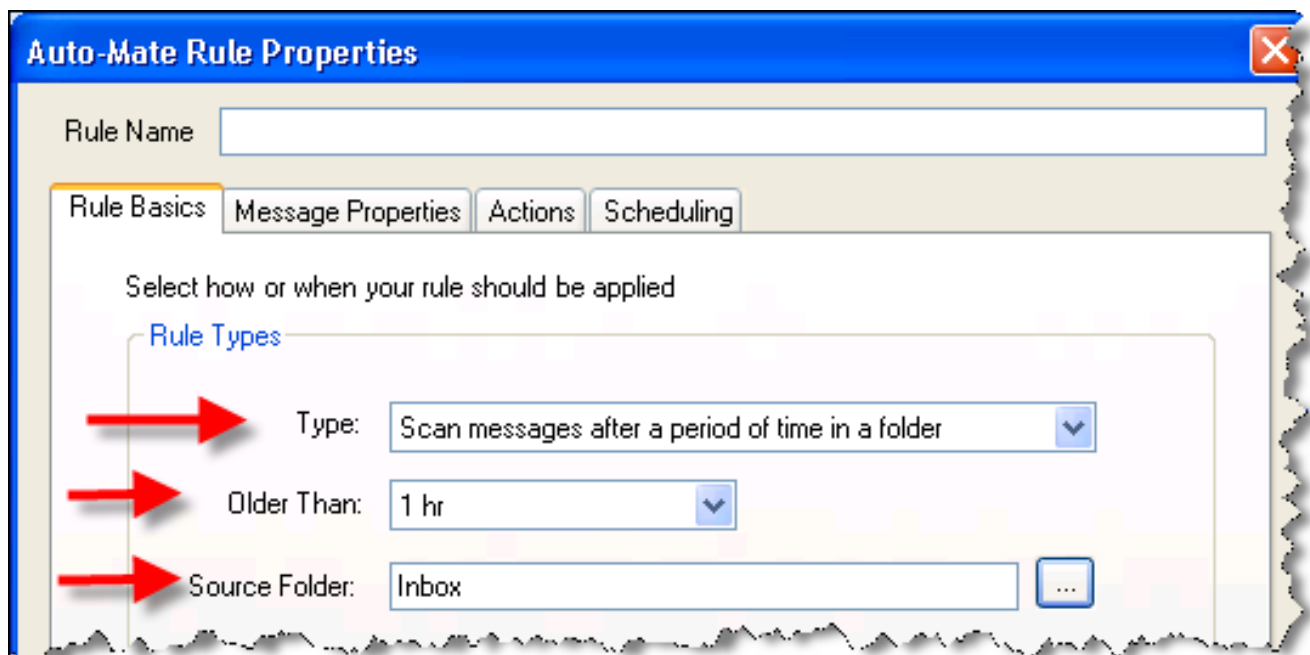 Auto-Mate Rule Properties
Rule Name
Rule Basics Message Properties Actions Scheduling
Select how or when your rule should be applied
Rule Types
Type: Scan messages after a period of time in a folder
Older Than: 1 hr
Source Folder: Inbox ...